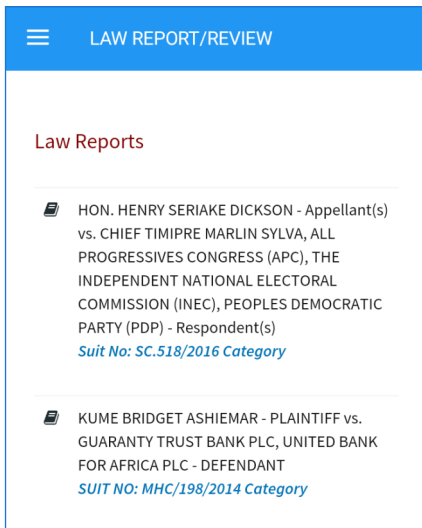 LAW REPORT/REVIEW
Law Reports
HON. HENRY SERIAKE DICKSON - Appellant(s)
vs. CHIEF TIMIPRE MARLIN SYLVA, ALL
PROGRESSIVES CONGRESS (APC), THE
INDEPENDENT NATIONAL ELECTORAL
COMMISSION (INEC), PEOPLES DEMOCRATIC
PARTY (PDP) - Respondent(s)
Suit No: SC.518/2016 Category
KUME BRIDGET ASHIEMAR - PLAINTIFF vs.
GUARANTY TRUST BANK PLC, UNITED BANK
FOR AFRICA PLC - DEFENDANT
SUIT NO: MHC/198/2014 Category